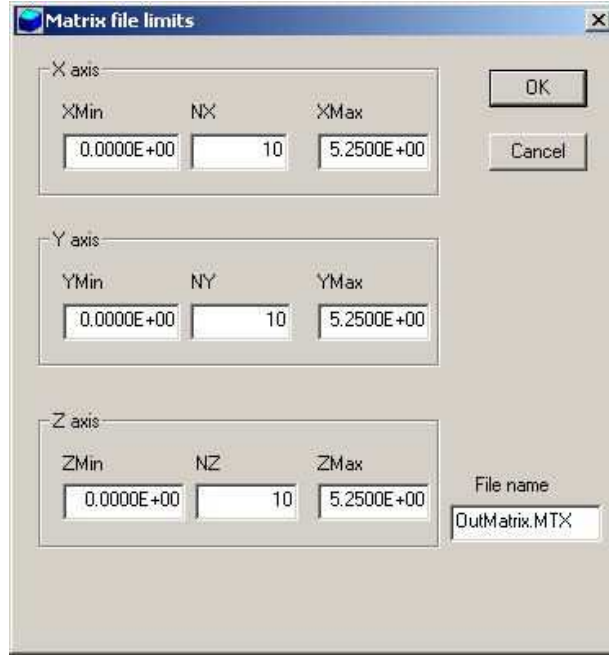 Matrix file limits
X axis
OK
XMin NX XMax
0.0000E+00 10 5.2500E+00
Cancel
Y axis
YMin NY YMax
0.0000E+00 10 5.2500E+00
Z axis
ZMin NZ ZMax
File name
0.0000E+00 10 5.2500E+00
OutMatrix.MTX